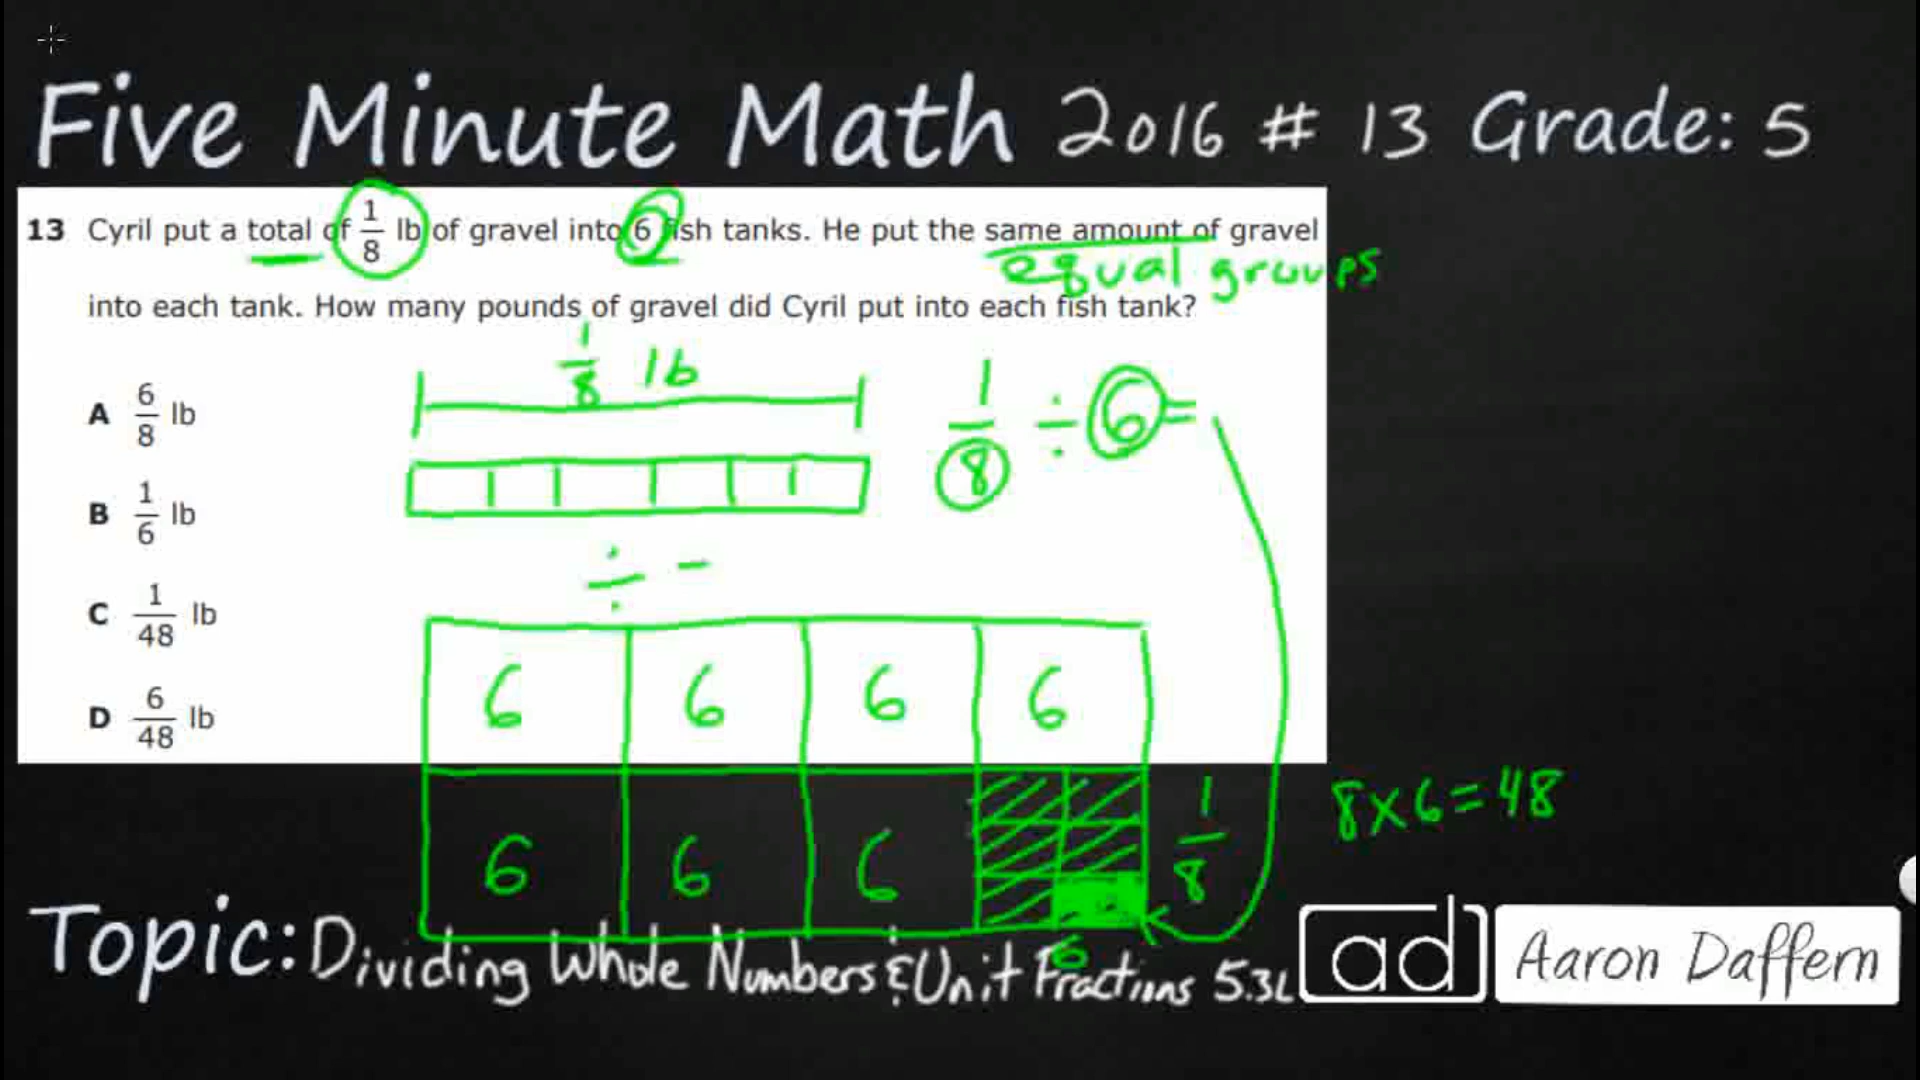 Five Minute Math 2016 # 13 Grade: 5
13 Cyril put a total of 1/8 lb of gravel into 6 fish tanks. He put the same amount of gravel
equal groups
into each tank. How many pounds of gravel did Cyril put into each fish tank?
1/8 lb
A 6/8 lb
1/8 ÷ 6 =
B 1/6 lb
÷ -
C 1/48 lb
6 6 6 6
D 6/48 lb
8x6=48
6 6 6
1/8
6
Topic: Dividing Whole Numbers & Unit Fractions 5.3L
ad Aaron Daffern